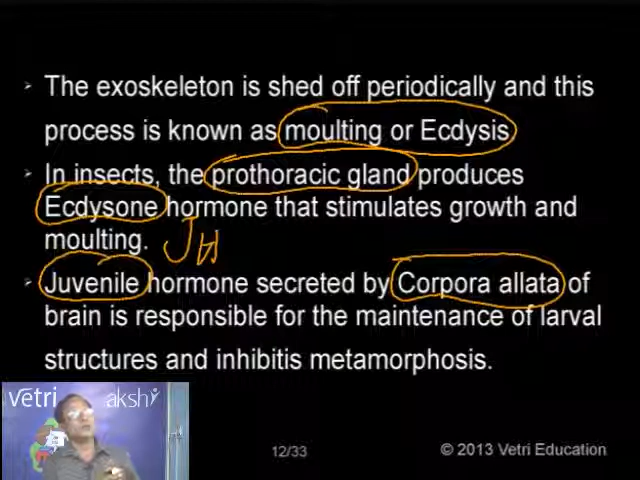 The exoskeleton is shed off periodically and this
process is known as moulting or Ecdysis
In insects, the prothoracic gland produces
Ecdysone hormone that stimulates growth and
moulting. JH
Juvenile hormone secreted by Corpora allata of
brain is responsible for the maintenance of larval
structures and inhibitis metamorphosis.
vetri akshi
12/33
© 2013 Vetri Education